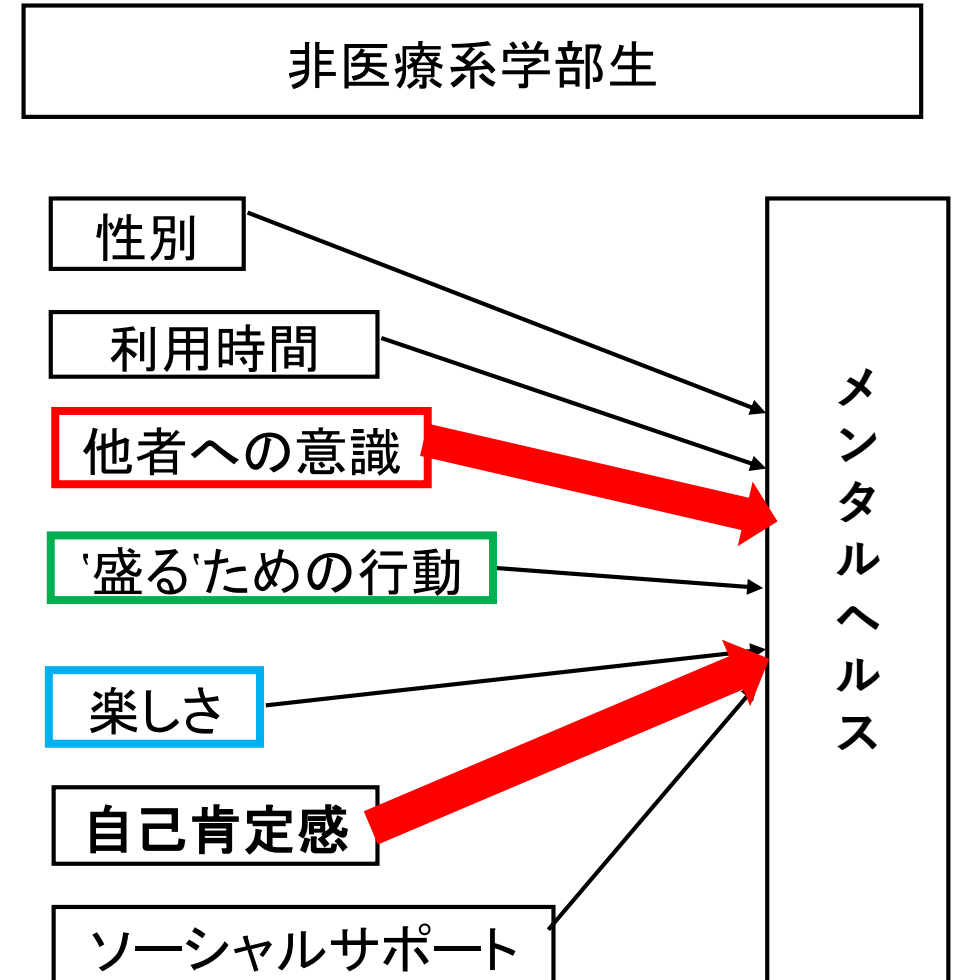 非医療系学部生
性別
利用時間
他者への意識
‛盛る‛ための行動
楽しさ
自己肯定感
ソーシャルサポート
メンタルヘルス